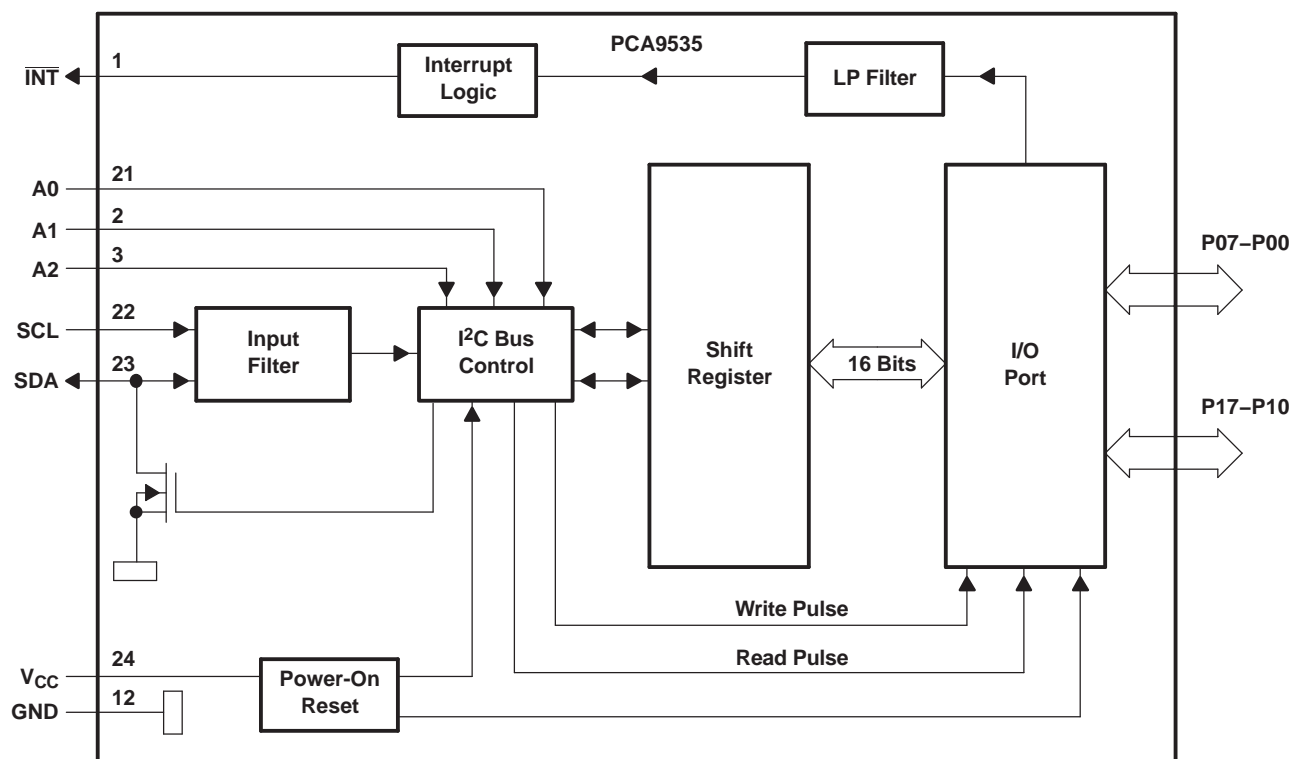 PCA9535
INT
1
Interrupt
Logic
LP Filter
A0
21
A1
2
A2
3
SCL
22
SDA
23
Input
Filter
I²C Bus
Control
Shift
Register
16 Bits
I/O
Port
P07–P00
P17–P10
Write Pulse
Read Pulse
VCC
24
GND
12
Power-On
Reset